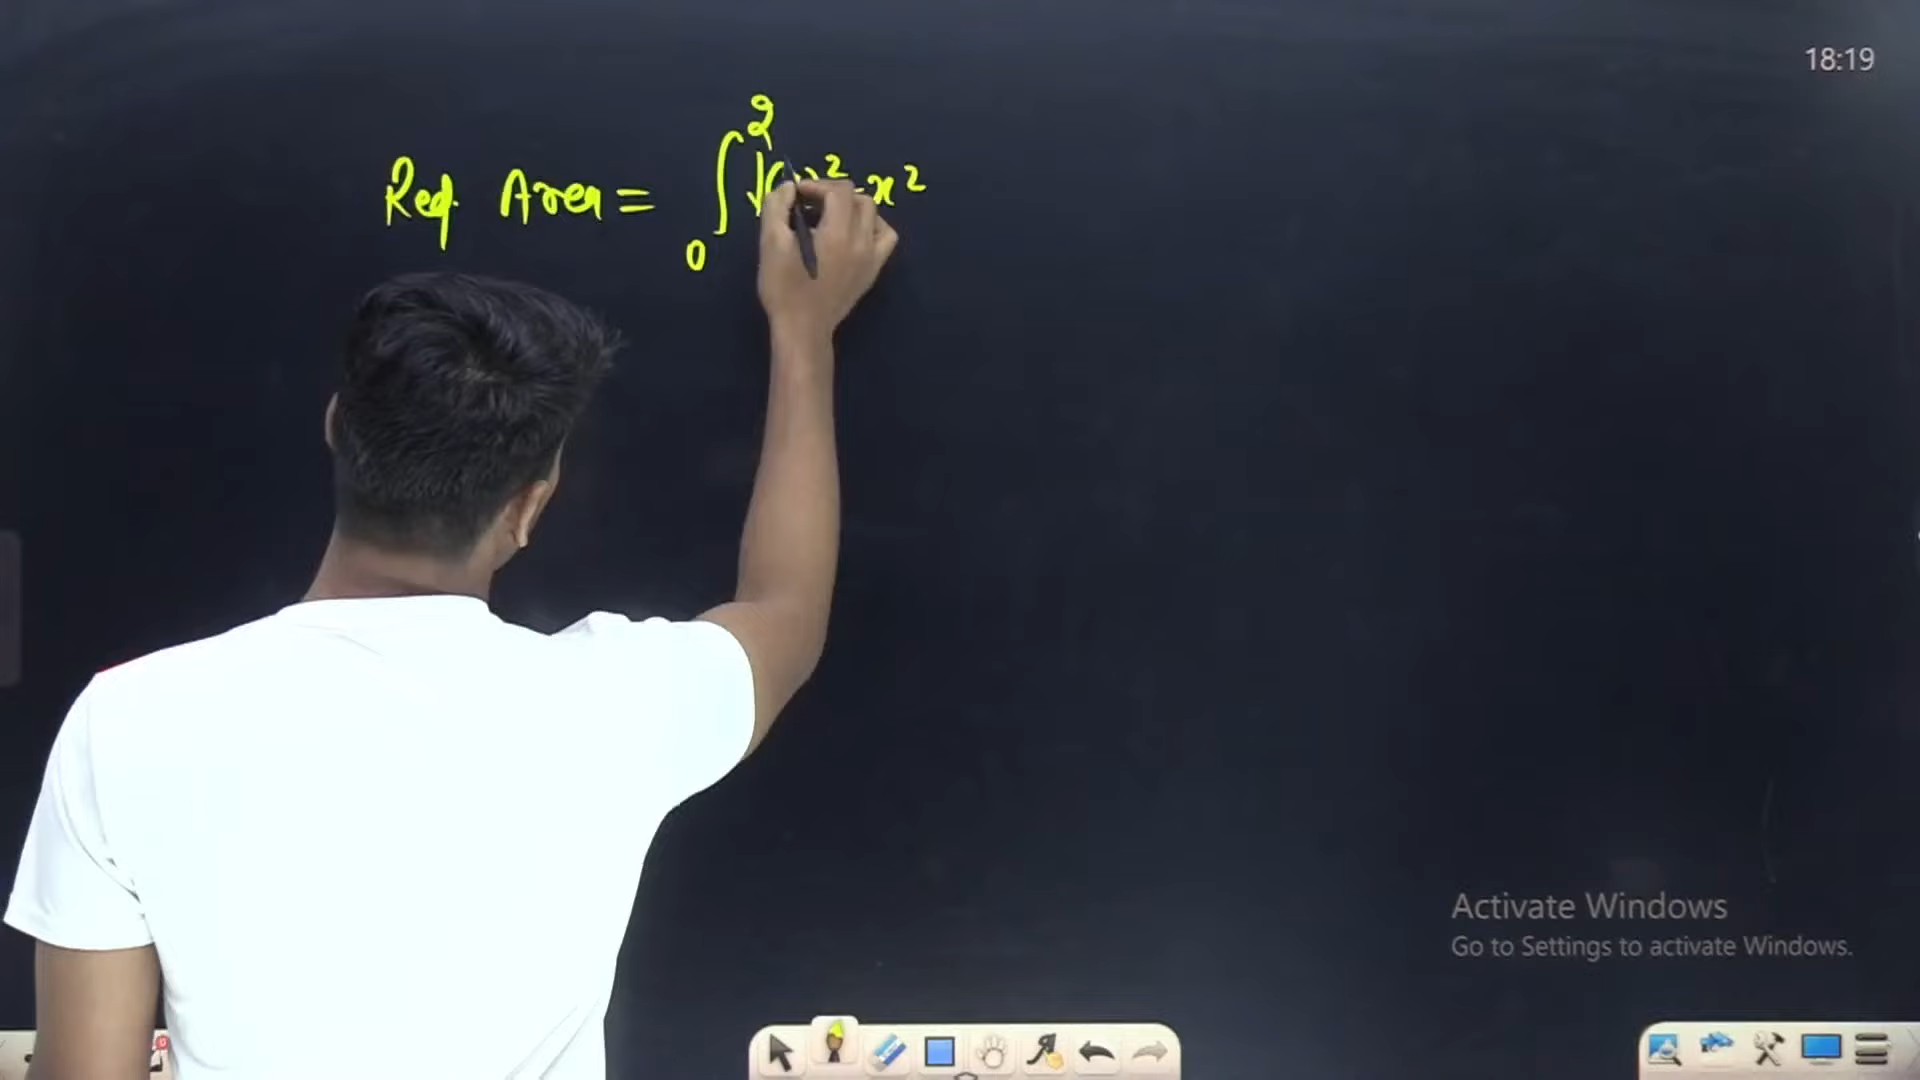 18:19
Req. Area = ∫₀² √( )² - x²
Activate Windows
Go to Settings to activate Windows.